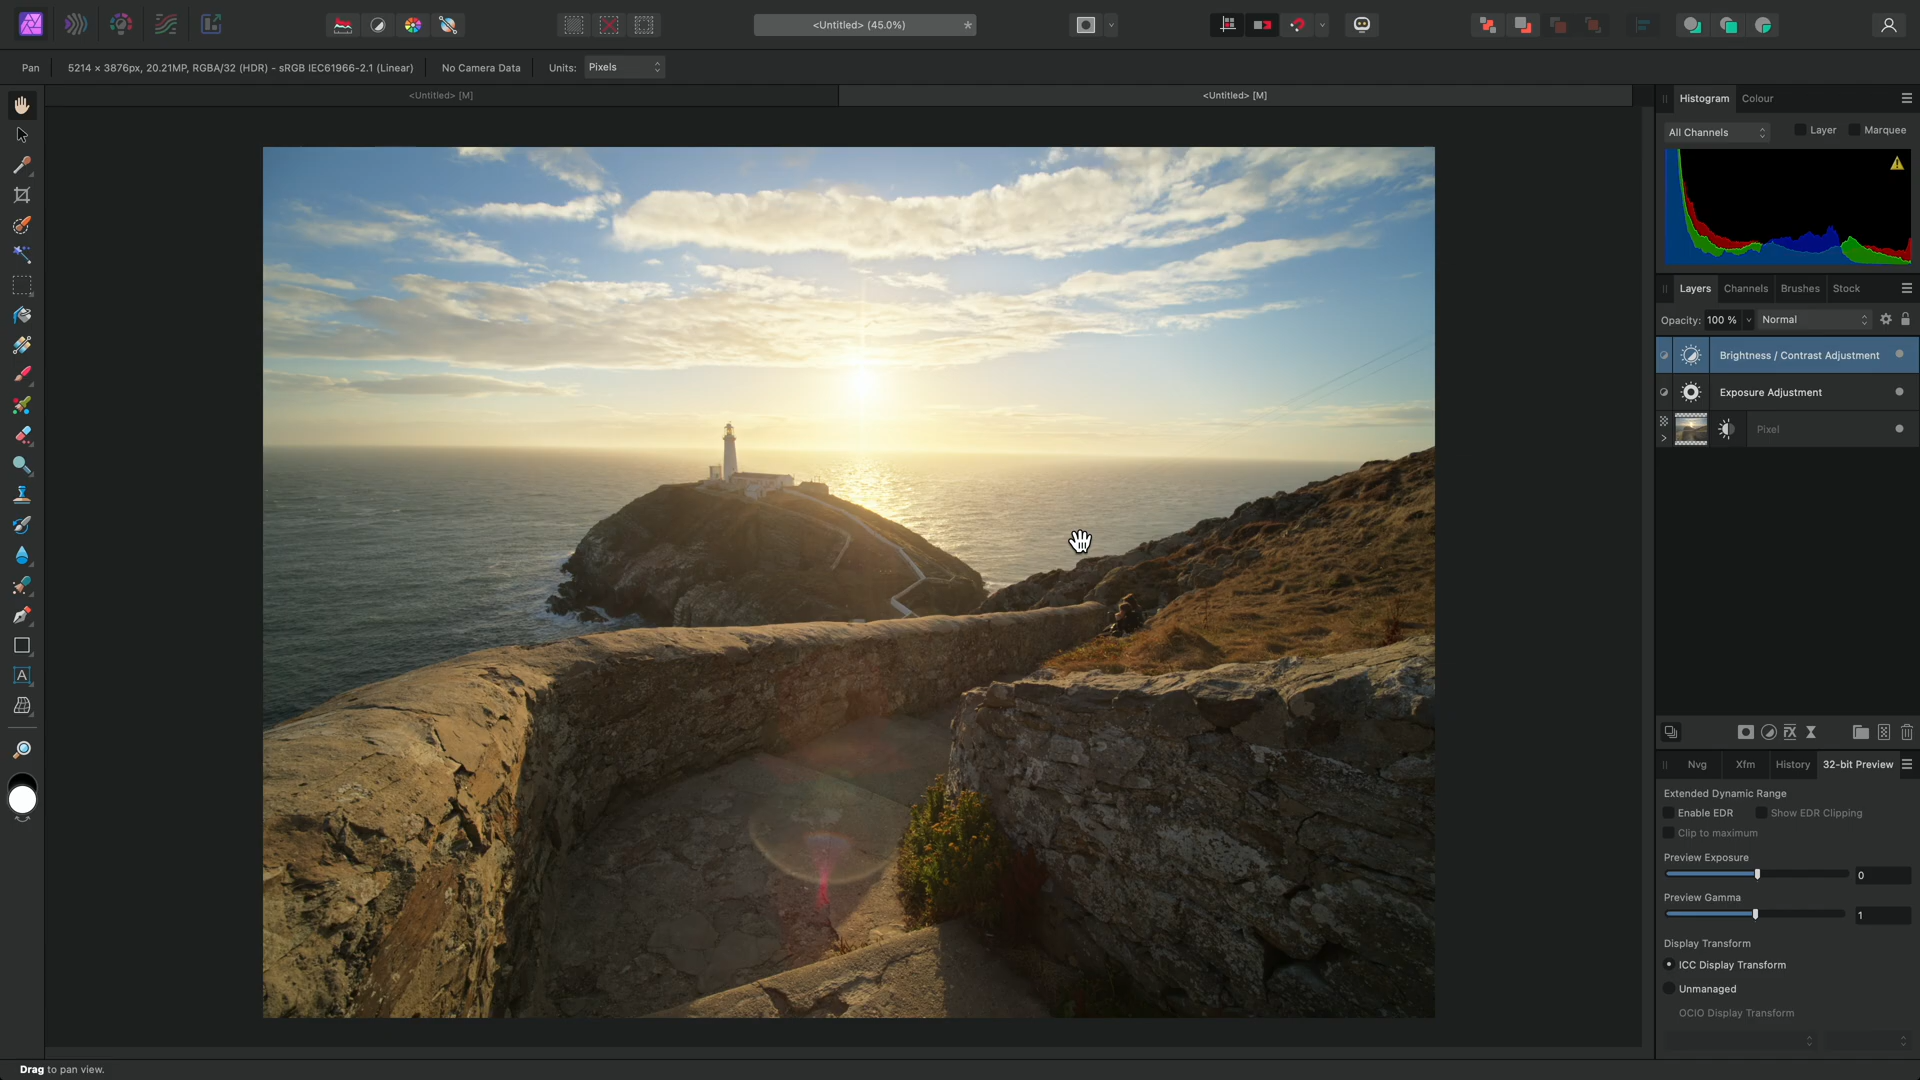 <Untitled> (45.0%)
*
Pan
5214 × 3876px, 20.21MP, RGBA/32 (HDR) - sRGB IEC61966-2.1 (Linear)
No Camera Data
Units: Pixels
<Untitled> [M]
<Untitled> [M]
Histogram
Colour
All Channels
Layer
Marquee
Layers
Channels
Brushes
Stock
Opacity: 100 %
Normal
Brightness / Contrast Adjustment
Exposure Adjustment
Pixel
A
Nvg
Xfm
History
32-bit Preview
Extended Dynamic Range
Enable EDR
Show EDR Clipping
Clip to maximum
Preview Exposure
0
Preview Gamma
1
Display Transform
ICC Display Transform
Unmanaged
OCIO Display Transform
Drag to pan view.